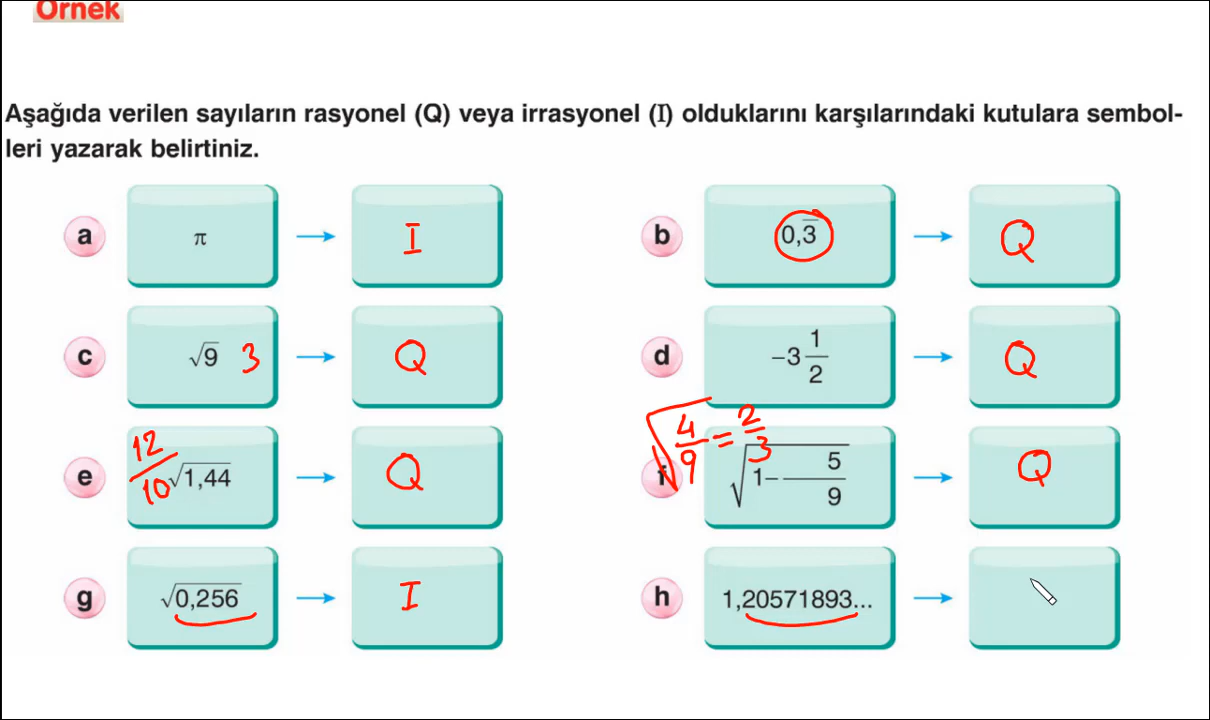 Örnek
Aşağıda verilen sayıların rasyonel (Q) veya irrasyonel (I) olduklarını karşılarındaki kutulara sembol-
leri yazarak belirtiniz.
a π → I
b 0,3̅ → Q
c √9 3 → Q
d −3 1/2 → Q
e 12/10 √1,44 → Q
√4/9 = 2/3
f √1− 5/9 → Q
g √0,256 → I
h 1,20571893... →